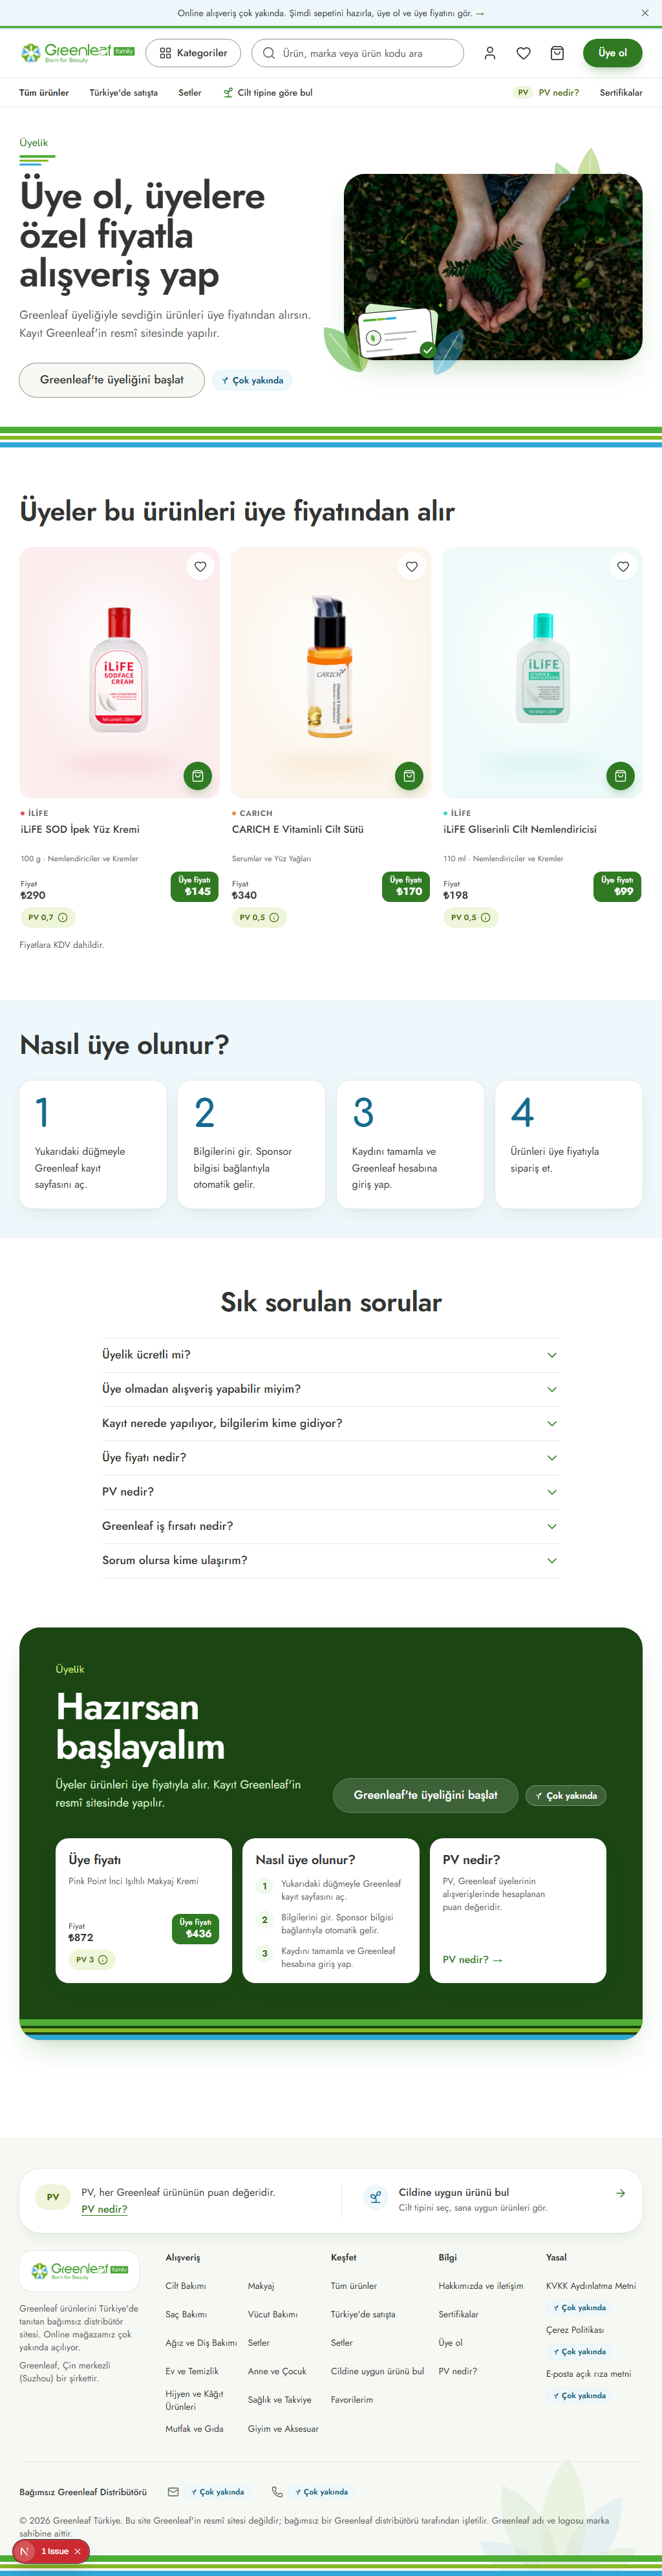 Online alışveriş çok yakında. Şimdi sepetini hazırla, üye ol ve üye fiyatını gör. →
Greenleaf family
Born for Beauty
Kategoriler
Ürün, marka veya ürün kodu ara
Üye ol
Tüm ürünler
Türkiye'de satışta
Setler
Cilt tipine göre bul
PV
PV nedir?
Sertifikalar
Üyelik
Üye ol, üyelere
özel fiyatla
alışveriş yap
Greenleaf üyeliğiyle sevdiğin ürünleri üye fiyatından alırsın.
Kayıt Greenleaf'in resmî sitesinde yapılır.
Greenleaf'te üyeliğini başlat
Çok yakında
Üyeler bu ürünleri üye fiyatından alır
iLiFE
SODFACE
CREAM
CARICH
iLiFE
İLİFE
iLiFE SOD İpek Yüz Kremi
100 g · Nemlendiriciler ve Kremler
Fiyat
₺290
Üye fiyatı
₺145
PV 0,7
CARICH
CARICH E Vitaminli Cilt Sütü
Serumlar ve Yüz Yağları
Fiyat
₺340
Üye fiyatı
₺170
PV 0,5
İLİFE
iLiFE Gliserinli Cilt Nemlendiricisi
110 ml · Nemlendiriciler ve Kremler
Fiyat
₺198
Üye fiyatı
₺99
PV 0,5
Fiyatlara KDV dahildir.
Nasıl üye olunur?
1
Yukarıdaki düğmeyle
Greenleaf kayıt
sayfasını aç.
2
Bilgilerini gir. Sponsor
bilgisi bağlantıyla
otomatik gelir.
3
Kaydını tamamla ve
Greenleaf hesabına
giriş yap.
4
Ürünleri üye fiyatıyla
sipariş et.
Sık sorulan sorular
Üyelik ücretli mi?
Üye olmadan alışveriş yapabilir miyim?
Kayıt nerede yapılıyor, bilgilerim kime gidiyor?
Üye fiyatı nedir?
PV nedir?
Greenleaf iş fırsatı nedir?
Sorum olursa kime ulaşırım?
Üyelik
Hazırsan
başlayalım
Üyeler ürünleri üye fiyatıyla alır. Kayıt Greenleaf'in
resmî sitesinde yapılır.
Greenleaf'te üyeliğini başlat
Çok yakında
Üye fiyatı
Pink Point İnci Işıltılı Makyaj Kremi
Fiyat
₺872
Üye fiyatı
₺436
PV 3
Nasıl üye olunur?
1
Yukarıdaki düğmeyle Greenleaf
kayıt sayfasını aç.
2
Bilgilerini gir. Sponsor bilgisi
bağlantıyla otomatik gelir.
3
Kaydını tamamla ve Greenleaf
hesabına giriş yap.
PV nedir?
PV, Greenleaf üyelerinin
alışverişlerinde hesaplanan
puan değeridir.
PV nedir? →
PV
PV, her Greenleaf ürününün puan değeridir.
PV nedir?
Cildine uygun ürünü bul
Cilt tipini seç, sana uygun ürünleri gör.
Greenleaf family
Born for Beauty
Greenleaf ürünlerini Türkiye'de
tanıtan bağımsız distribütör
sitesi. Online mağazamız çok
yakında açılıyor.
Greenleaf, Çin merkezli
(Suzhou) bir şirkettir.
Alışveriş
Cilt Bakımı
Makyaj
Saç Bakımı
Vücut Bakımı
Ağız ve Diş Bakımı
Setler
Ev ve Temizlik
Anne ve Çocuk
Hijyen ve Kâğıt
Ürünleri
Sağlık ve Takviye
Mutfak ve Gıda
Giyim ve Aksesuar
Keşfet
Tüm ürünler
Türkiye'de satışta
Setler
Cildine uygun ürünü bul
Favorilerim
Bilgi
Hakkımızda ve iletişim
Sertifikalar
Üye ol
PV nedir?
Yasal
KVKK Aydınlatma Metni
Çok yakında
Çerez Politikası
Çok yakında
E-posta açık rıza metni
Çok yakında
Bağımsız Greenleaf Distribütörü
Çok yakında
Çok yakında
© 2026 Greenleaf Türkiye. Bu site Greenleaf'in resmî sitesi değildir; bağımsız bir Greenleaf distribütörü tarafından işletilir. Greenleaf adı ve logosu marka
sahibine aittir.
N
1 Issue